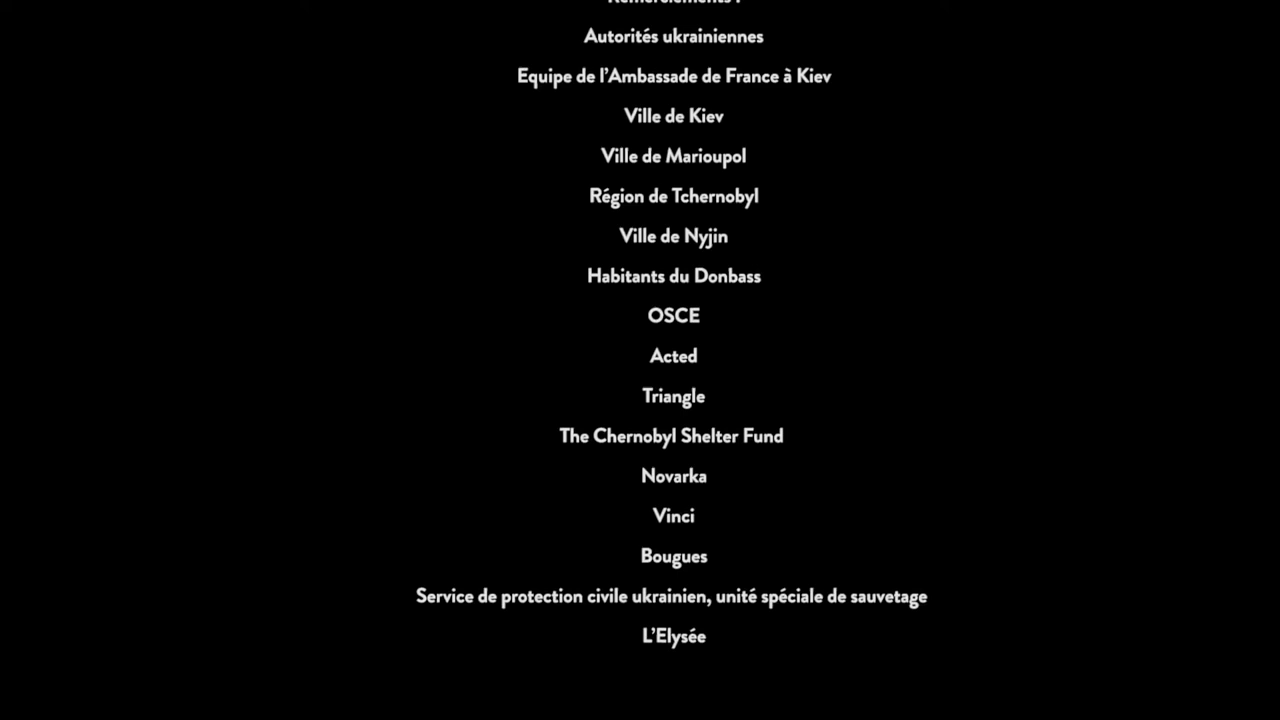 Remerciements :
Autorités ukrainiennes
Equipe de l’Ambassade de France à Kiev
Ville de Kiev
Ville de Marioupol
Région de Tchernobyl
Ville de Nyjin
Habitants du Donbass
OSCE
Acted
Triangle
The Chernobyl Shelter Fund
Novarka
Vinci
Bougues
Service de protection civile ukrainien, unité spéciale de sauvetage
L’Elysée